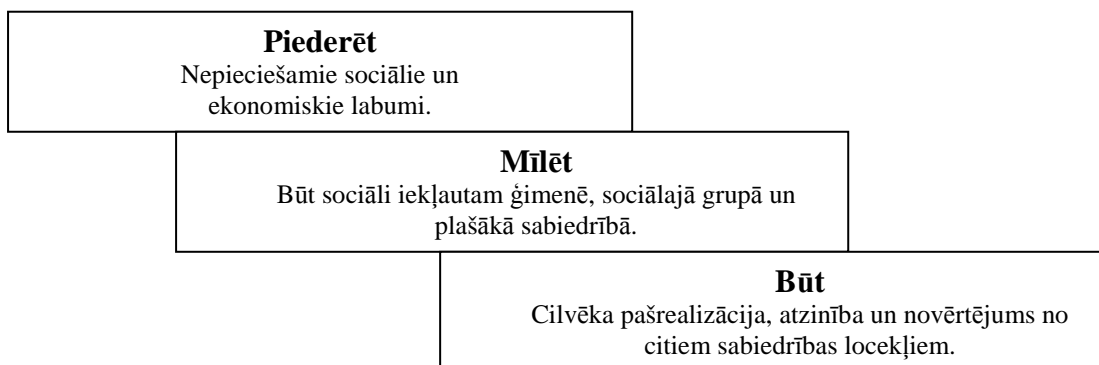 Piederēt
Nepieciešamie sociālie un
ekonomiskie labumi.
Mīlēt
Būt sociāli iekļautam ģimenē, sociālajā grupā un
plašākā sabiedrībā.
Būt
Cilvēka pašrealizācija, atzinība un novērtējums no
citiem sabiedrības locekļiem.